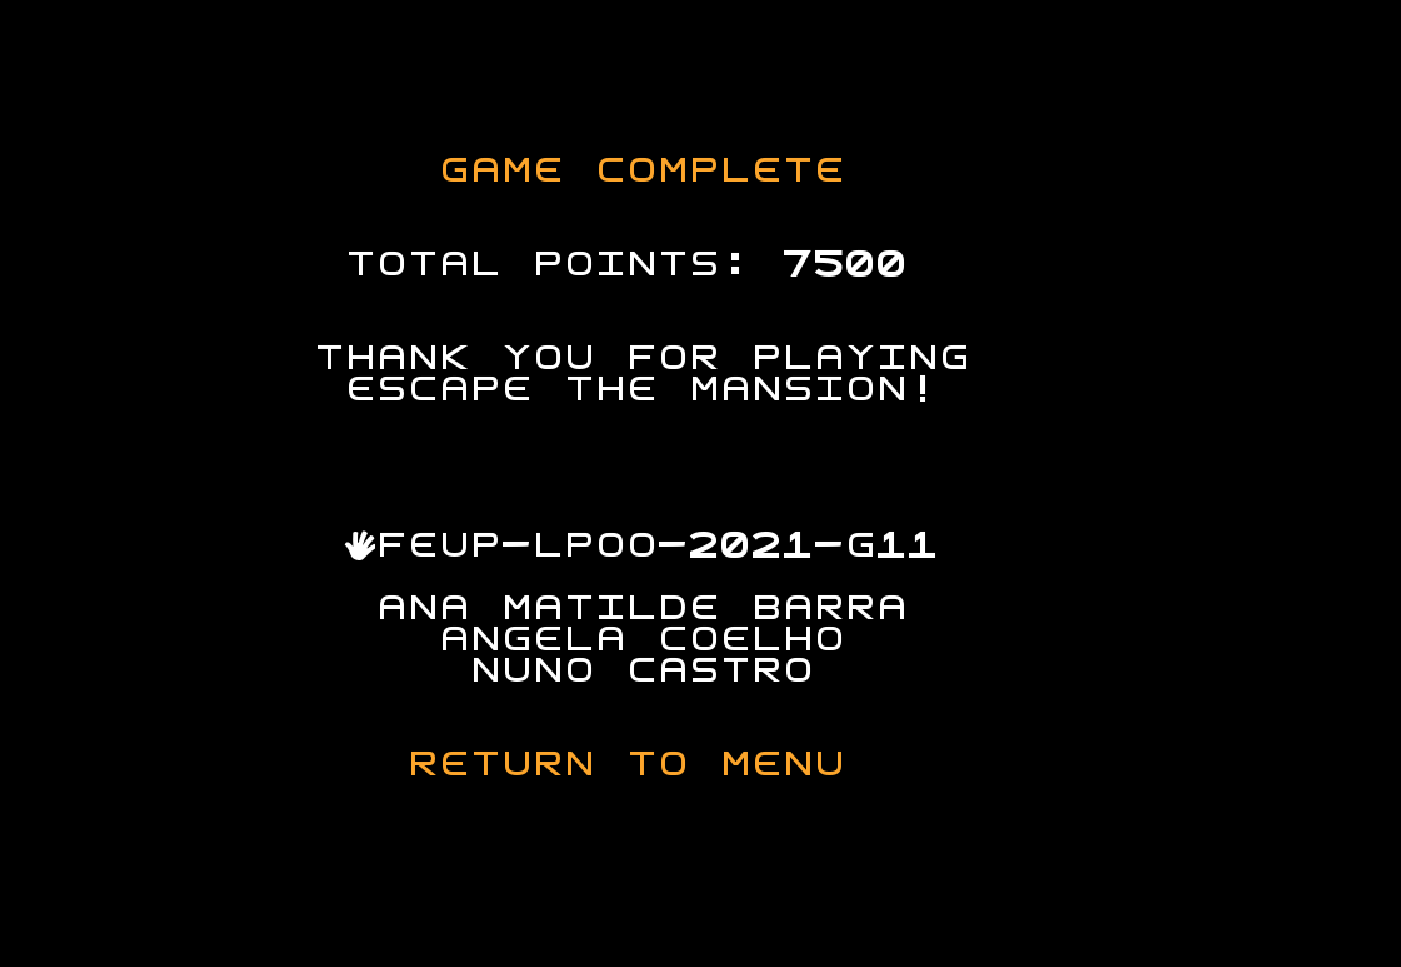 GAME COMPLETE
TOTAL POINTS: 7500
THANK YOU FOR PLAYING
ESCAPE THE MANSION!
FEUP-LPOO-2021-G11
ANA MATILDE BARRA
ANGELA COELHO
NUNO CASTRO
RETURN TO MENU